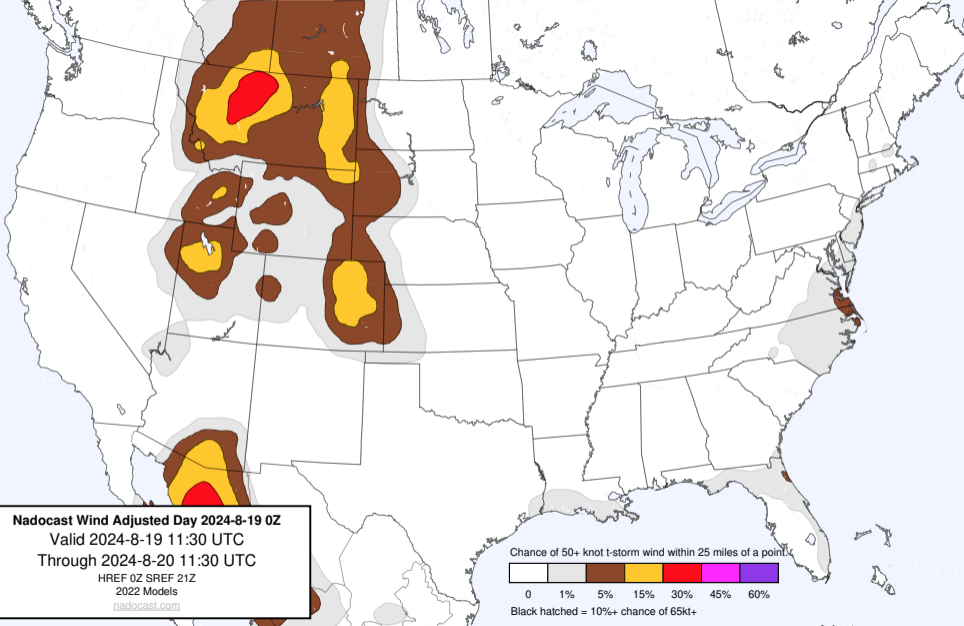 Nadocast Wind Adjusted Day 2024-8-19 0Z
Valid 2024-8-19 11:30 UTC
Through 2024-8-20 11:30 UTC
HREF 0Z SREF 21Z
2022 Models
nadocast.com
Chance of 50+ knot t-storm wind within 25 miles of a point.
0 1% 5% 15% 30% 45% 60%
Black hatched = 10%+ chance of 65kt+